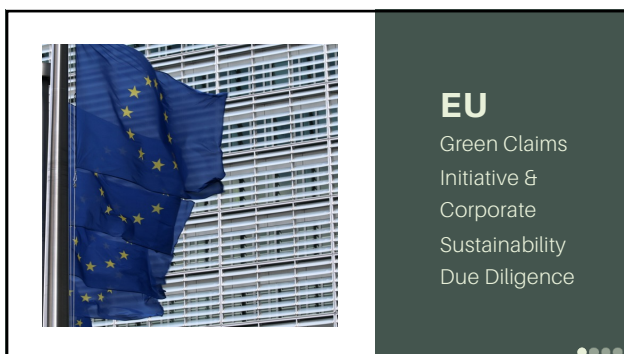 EU
Green Claims
Initiative &
Corporate
Sustainability
Due Diligence